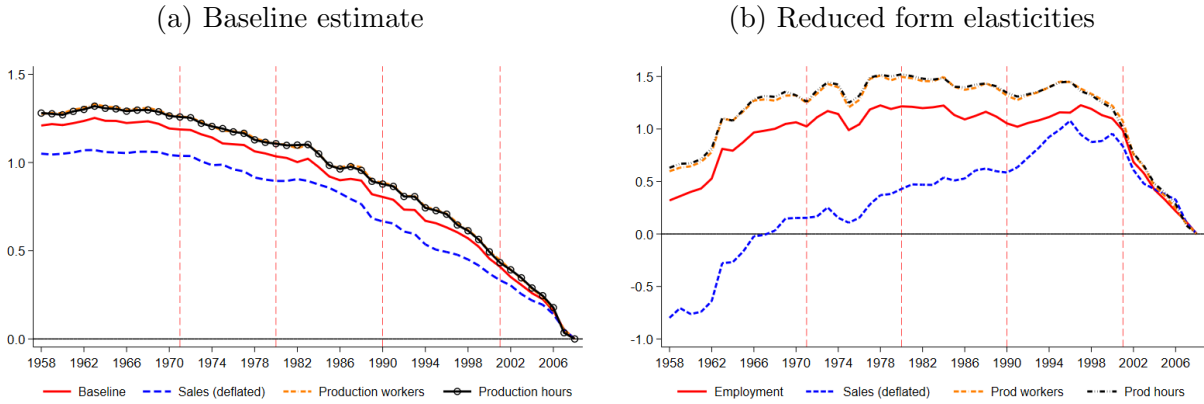 (a) Baseline estimate
1.5
1.0
0.5
0.0
1958 1962 1966 1970 1974 1978 1982 1986 1990 1994 1998 2002 2006
Baseline Sales (deflated) Production workers Production hours
(b) Reduced form elasticities
1.5
1.0
0.5
0.0
-0.5
-1.0
1958 1962 1966 1970 1974 1978 1982 1986 1990 1994 1998 2002 2006
Employment Sales (deflated) Prod workers Prod hours